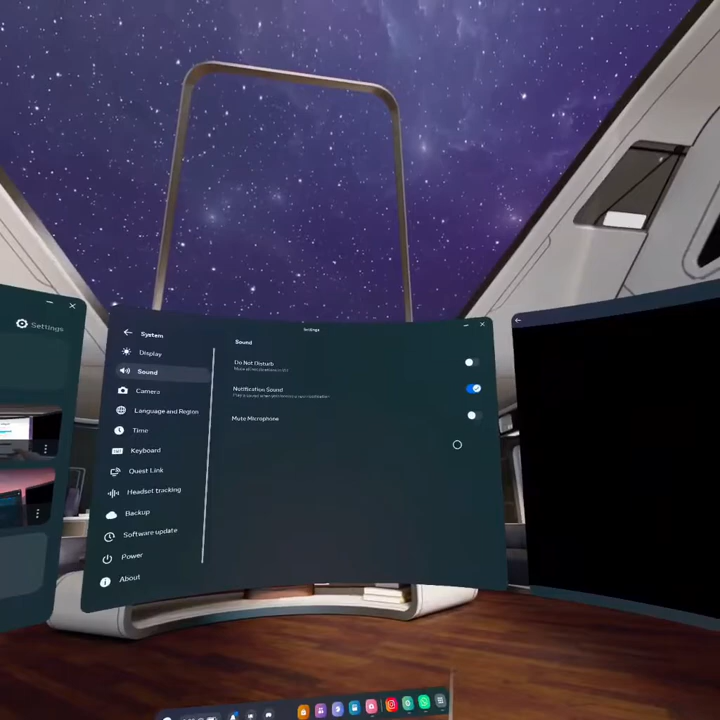 Settings
Settings
System
Display
Sound
Camera
Language and Region
Time
Keyboard
Quest Link
Headset tracking
Backup
Software update
Power
About
Sound
Do Not Disturb
Notification Sound
Mute Microphone